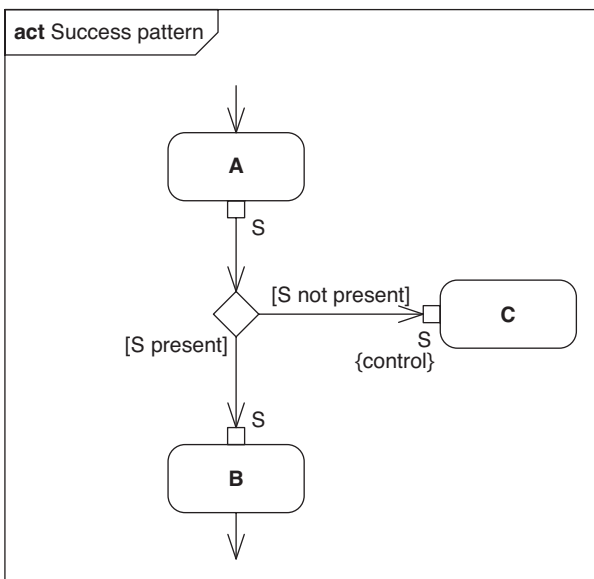 act Success pattern
A
S
[S not present]
C
S
{control}
[S present]
S
B